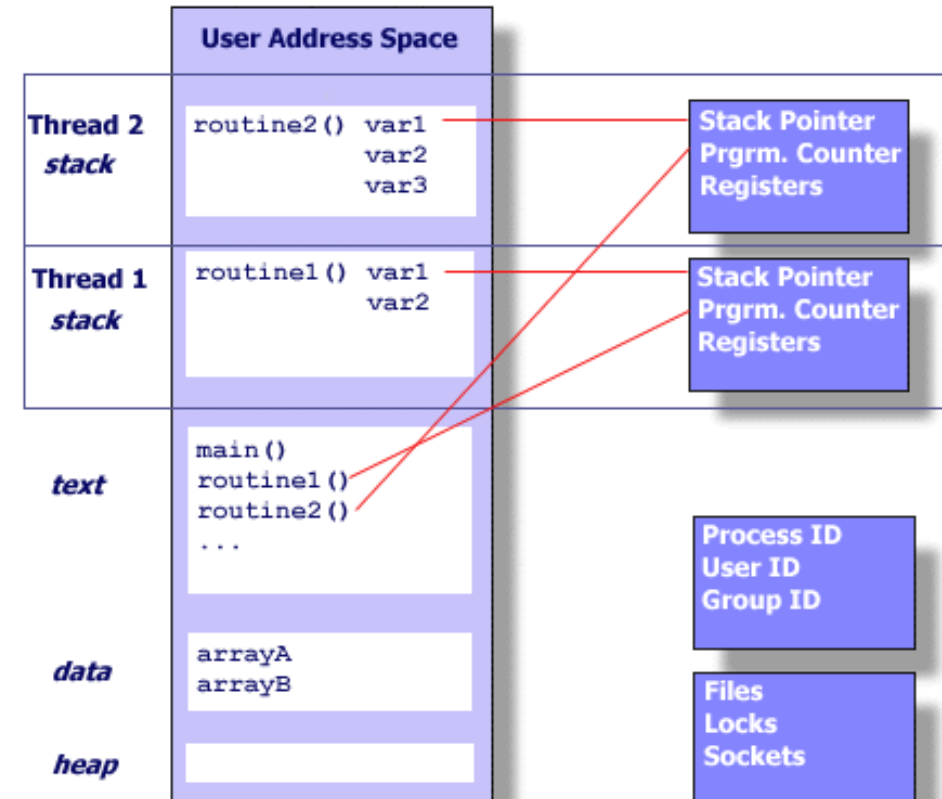 User Address Space
Thread 2
stack
routine2() var1
var2
var3
Stack Pointer
Prgrm. Counter
Registers
Thread 1
stack
routine1() var1
var2
Stack Pointer
Prgrm. Counter
Registers
text
main()
routine1()
routine2()
...
Process ID
User ID
Group ID
data
arrayA
arrayB
Files
Locks
Sockets
heap